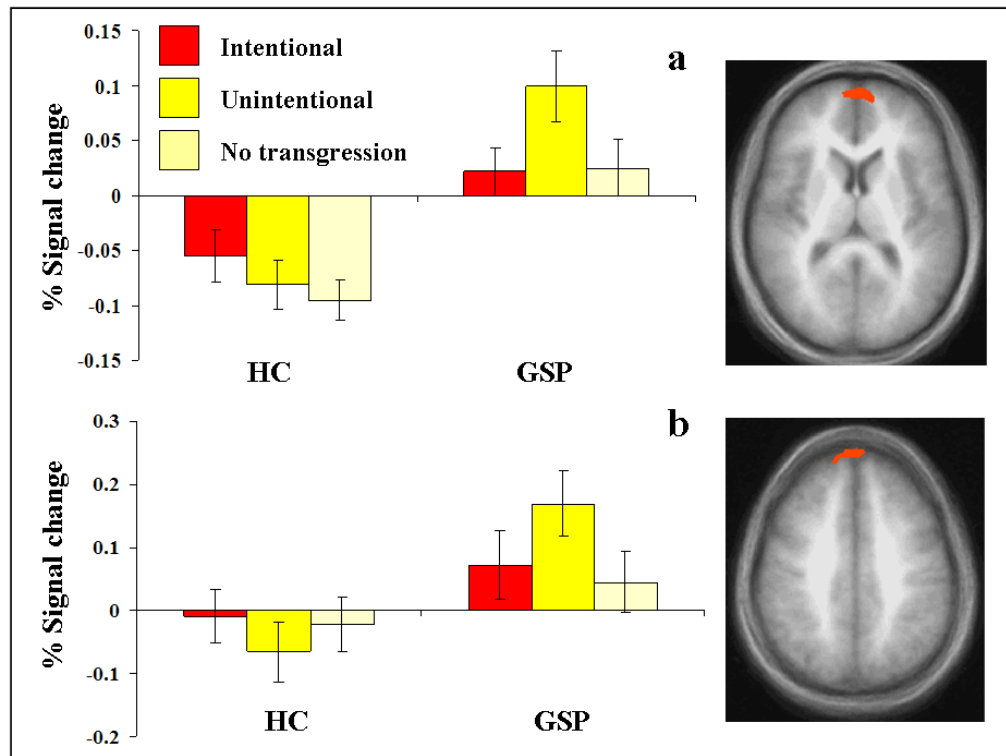 0.15
0.1
0.05
0
-0.05
-0.1
-0.15
% Signal change
Intentional
Unintentional
No transgression
HC
GSP
a
0.3
0.2
0.1
0
-0.1
-0.2
% Signal change
HC
GSP
b